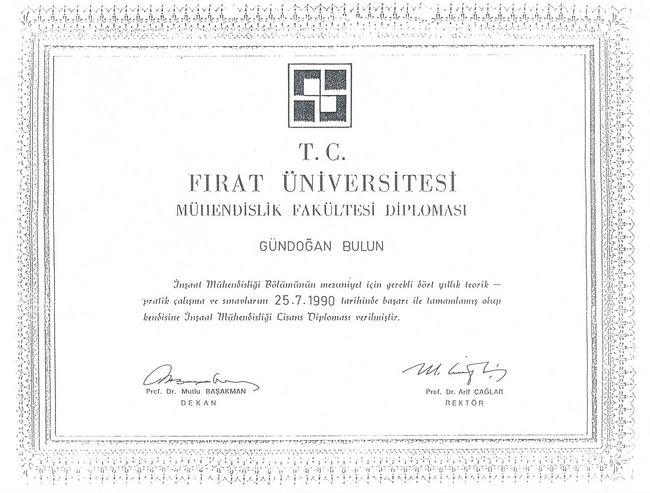 T. C.
FIRAT ÜNİVERSİTESİ
MÜHENDİSLİK FAKÜLTESİ DİPLOMASI
GÜNDOĞAN BULUN
İnşaat Mühendisliği Bölümünün mezuniyet için gerekli dört yıllık teorik —
pratik çalışma ve sınavlarını 25.7.1990 tarihinde başarı ile tamamlamış olup
kendisine İnşaat Mühendisliği Lisans Diploması verilmiştir.
Prof. Dr. Mutlu BAŞAKMAN
DEKAN
Prof. Dr. Arif ÇAĞLAR
REKTÖR